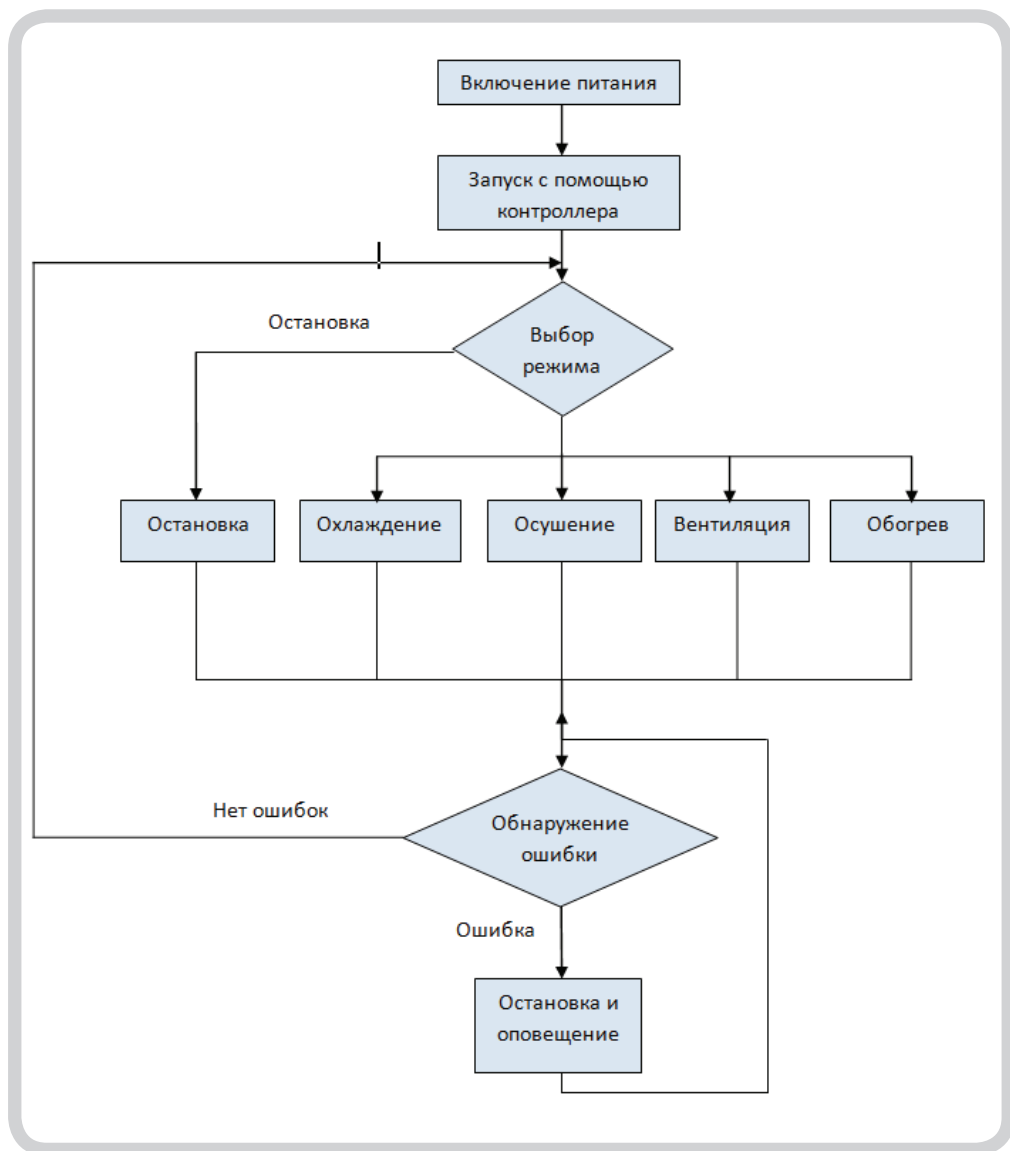 Включение питания
Запуск с помощью
контроллера
Остановка
Выбор
режима
Остановка
Охлаждение
Осушение
Вентиляция
Обогрев
Нет ошибок
Обнаружение
ошибки
Ошибка
Остановка и
оповещение